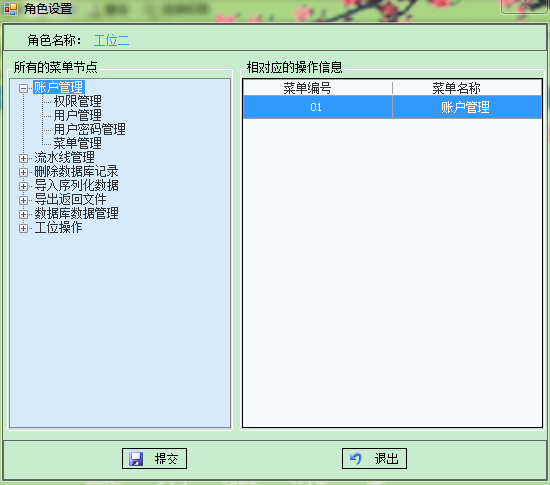 角色设置
角色名称: 工位二
所有的菜单节点
账户管理
权限管理
用户管理
用户密码管理
菜单管理
流水线管理
删除数据库记录
导入序列化数据
导出返回文件
数据库数据管理
工位操作
相对应的操作信息
菜单编号 菜单名称
01 账户管理
提交 退出